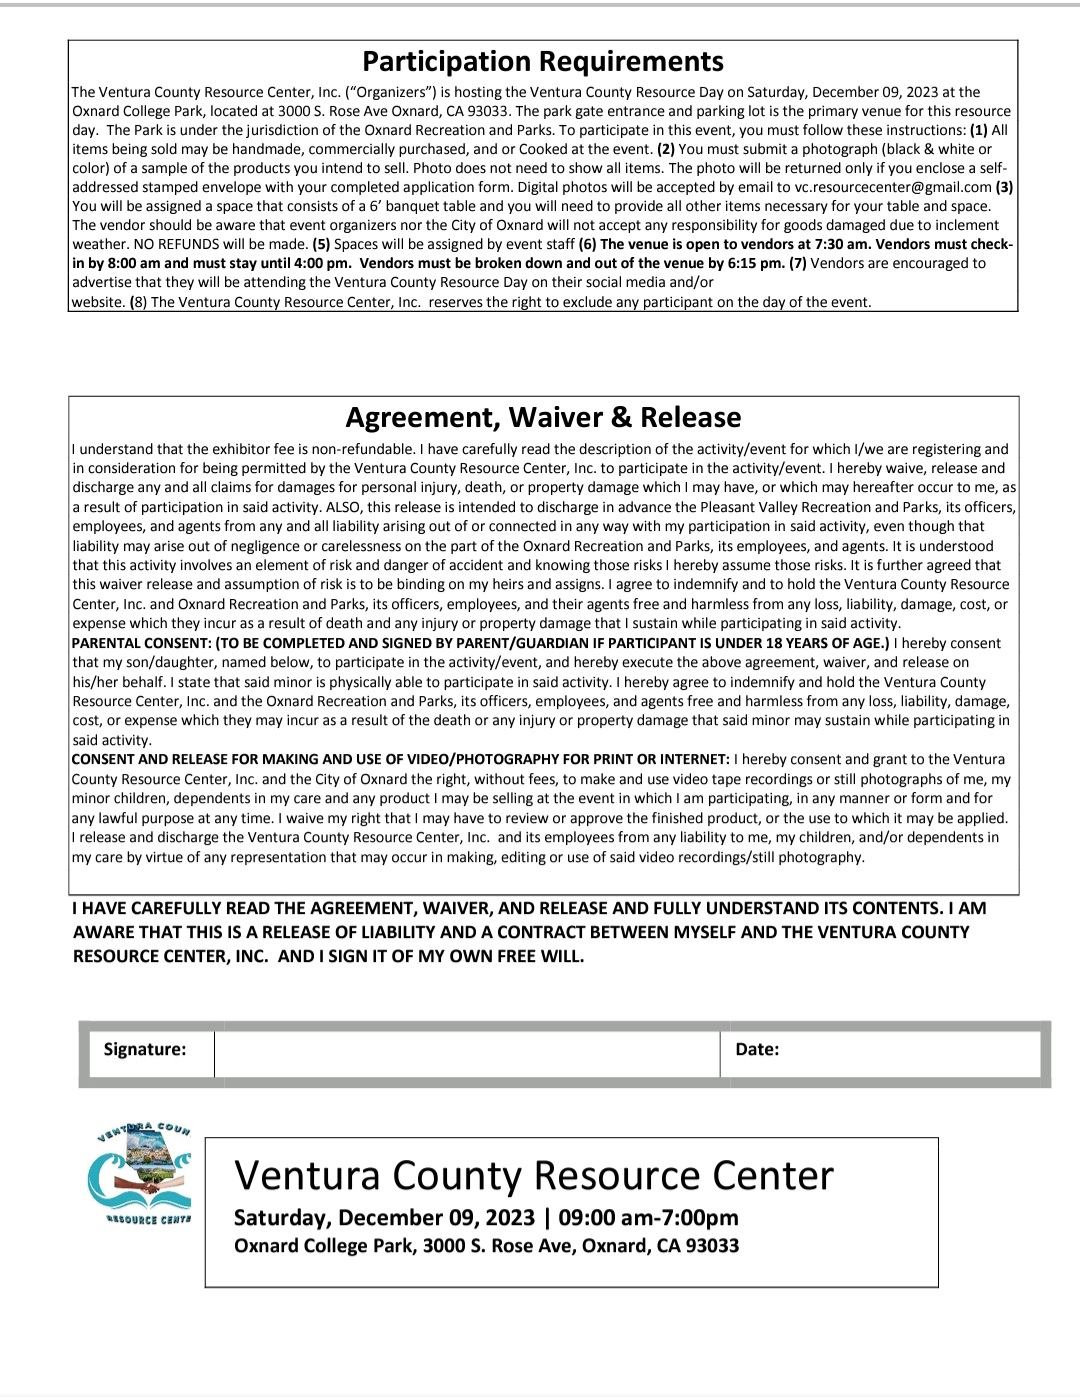 Participation Requirements
The Ventura County Resource Center, Inc. (“Organizers”) is hosting the Ventura County Resource Day on Saturday, December 09, 2023 at the
Oxnard College Park, located at 3000 S. Rose Ave Oxnard, CA 93033. The park gate entrance and parking lot is the primary venue for this resource
day.  The Park is under the jurisdiction of the Oxnard Recreation and Parks. To participate in this event, you must follow these instructions: (1) All
items being sold may be handmade, commercially purchased, and or Cooked at the event. (2) You must submit a photograph (black & white or
color) of a sample of the products you intend to sell. Photo does not need to show all items. The photo will be returned only if you enclose a self-
addressed stamped envelope with your completed application form. Digital photos will be accepted by email to vc.resourcecenter@gmail.com (3)
You will be assigned a space that consists of a 6’ banquet table and you will need to provide all other items necessary for your table and space.
The vendor should be aware that event organizers nor the City of Oxnard will not accept any responsibility for goods damaged due to inclement
weather. NO REFUNDS will be made. (5) Spaces will be assigned by event staff (6) The venue is open to vendors at 7:30 am. Vendors must check-
in by 8:00 am and must stay until 4:00 pm.  Vendors must be broken down and out of the venue by 6:15 pm. (7) Vendors are encouraged to
advertise that they will be attending the Ventura County Resource Day on their social media and/or
website. (8) The Ventura County Resource Center, Inc.  reserves the right to exclude any participant on the day of the event.
Agreement, Waiver & Release
I understand that the exhibitor fee is non-refundable. I have carefully read the description of the activity/event for which I/we are registering and
in consideration for being permitted by the Ventura County Resource Center, Inc. to participate in the activity/event. I hereby waive, release and
discharge any and all claims for damages for personal injury, death, or property damage which I may have, or which may hereafter occur to me, as
a result of participation in said activity. ALSO, this release is intended to discharge in advance the Pleasant Valley Recreation and Parks, its officers,
employees, and agents from any and all liability arising out of or connected in any way with my participation in said activity, even though that
liability may arise out of negligence or carelessness on the part of the Oxnard Recreation and Parks, its employees, and agents. It is understood
that this activity involves an element of risk and danger of accident and knowing those risks I hereby assume those risks. It is further agreed that
this waiver release and assumption of risk is to be binding on my heirs and assigns. I agree to indemnify and to hold the Ventura County Resource
Center, Inc. and Oxnard Recreation and Parks, its officers, employees, and their agents free and harmless from any loss, liability, damage, cost, or
expense which they incur as a result of death and any injury or property damage that I sustain while participating in said activity.
PARENTAL CONSENT: (TO BE COMPLETED AND SIGNED BY PARENT/GUARDIAN IF PARTICIPANT IS UNDER 18 YEARS OF AGE.) I hereby consent
that my son/daughter, named below, to participate in the activity/event, and hereby execute the above agreement, waiver, and release on
his/her behalf. I state that said minor is physically able to participate in said activity. I hereby agree to indemnify and hold the Ventura County
Resource Center, Inc. and the Oxnard Recreation and Parks, its officers, employees, and agents free and harmless from any loss, liability, damage,
cost, or expense which they may incur as a result of the death or any injury or property damage that said minor may sustain while participating in
said activity.
CONSENT AND RELEASE FOR MAKING AND USE OF VIDEO/PHOTOGRAPHY FOR PRINT OR INTERNET: I hereby consent and grant to the Ventura
County Resource Center, Inc. and the City of Oxnard the right, without fees, to make and use video tape recordings or still photographs of me, my
minor children, dependents in my care and any product I may be selling at the event in which I am participating, in any manner or form and for
any lawful purpose at any time. I waive my right that I may have to review or approve the finished product, or the use to which it may be applied.
I release and discharge the Ventura County Resource Center, Inc.  and its employees from any liability to me, my children, and/or dependents in
my care by virtue of any representation that may occur in making, editing or use of said video recordings/still photography.
I HAVE CAREFULLY READ THE AGREEMENT, WAIVER, AND RELEASE AND FULLY UNDERSTAND ITS CONTENTS. I AM
AWARE THAT THIS IS A RELEASE OF LIABILITY AND A CONTRACT BETWEEN MYSELF AND THE VENTURA COUNTY
RESOURCE CENTER, INC.  AND I SIGN IT OF MY OWN FREE WILL.
Signature: Date:
VENTURA COUN
RESOURCE CENTE
Ventura County Resource Center
Saturday, December 09, 2023 | 09:00 am-7:00pm
Oxnard College Park, 3000 S. Rose Ave, Oxnard, CA 93033